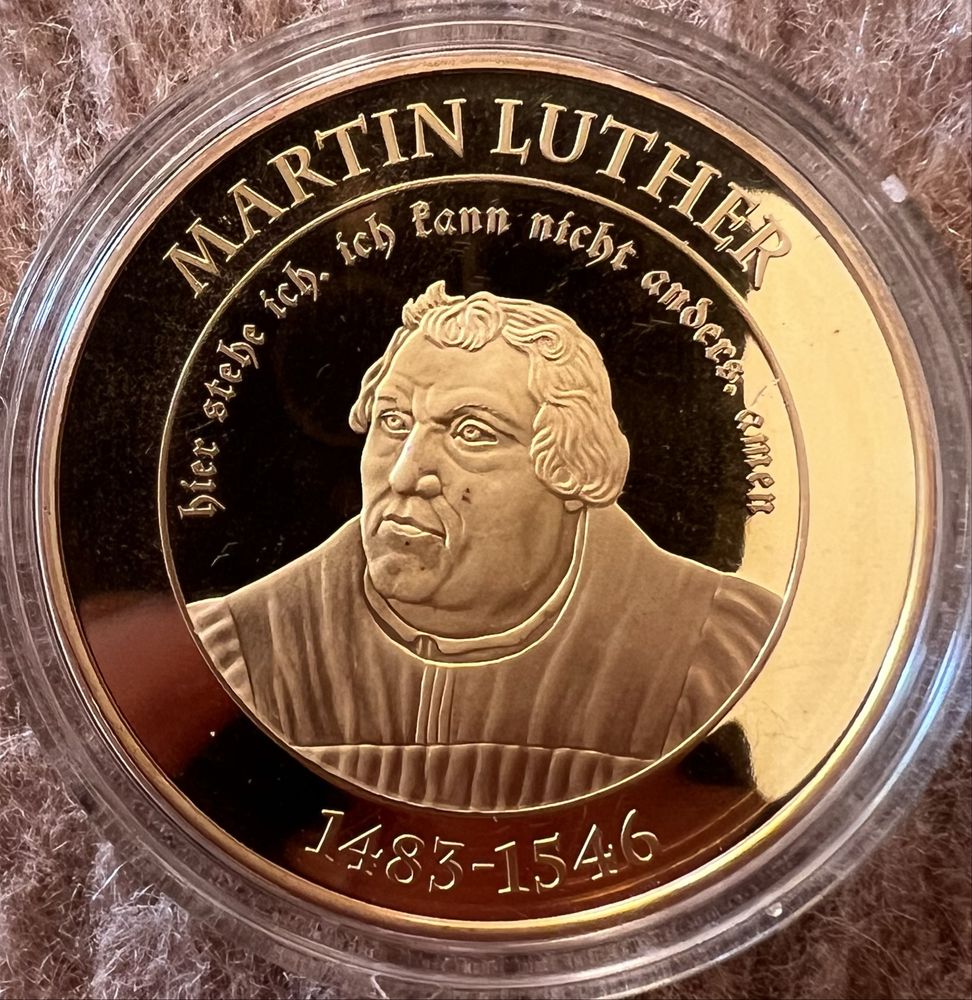 MARTIN LUTHER
hier stehe ich. ich kann nicht anders. amen
1483-1546